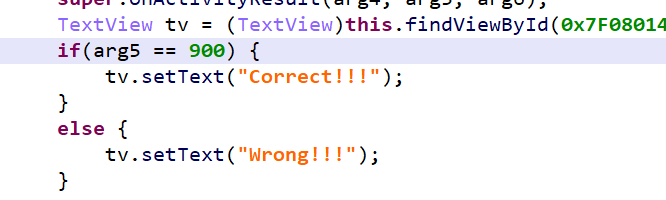 super.onActivityResult(arg4, arg5, arg6);
TextView tv = (TextView)this.findViewById(0x7F08014
if(arg5 == 900) {
tv.setText("Correct!!!");
}
else {
tv.setText("Wrong!!!");
}